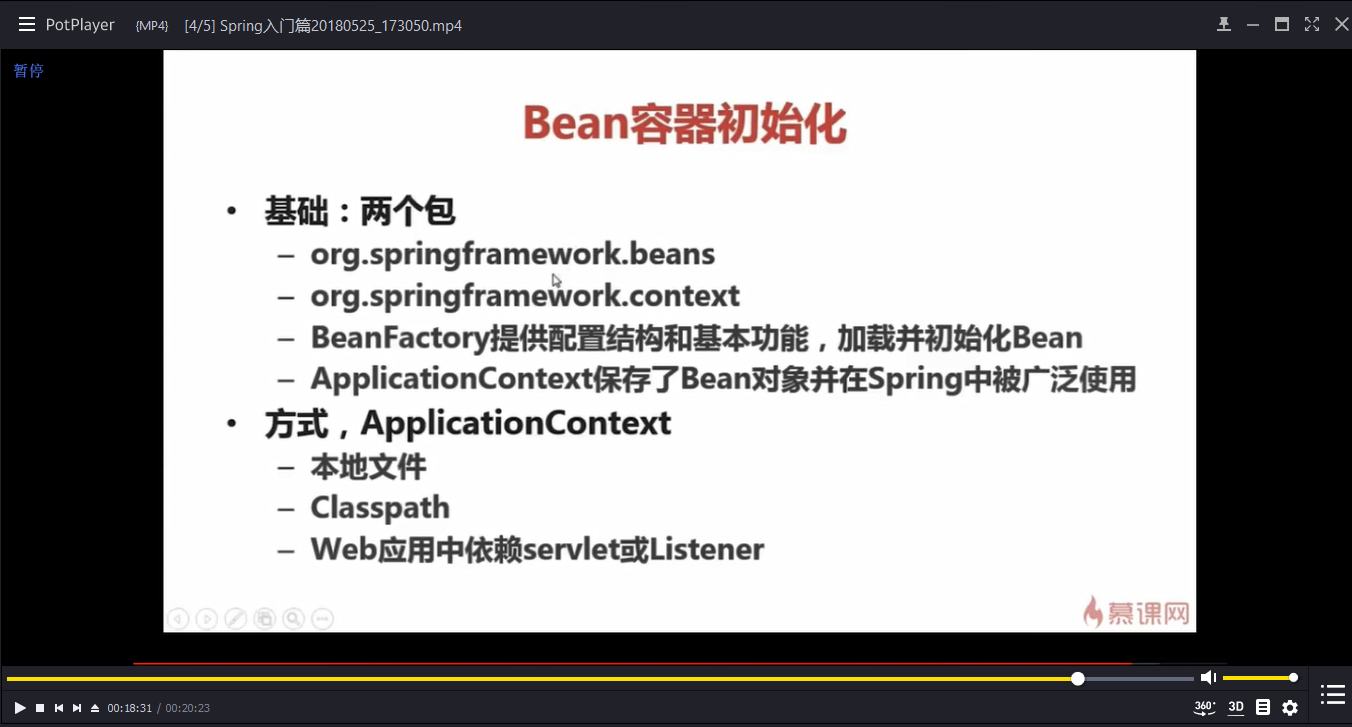 PotPlayer {MP4} [4/5] Spring入门篇20180525_173050.mp4
暂停
Bean容器初始化
• 基础：两个包
– org.springframework.beans
– org.springframework.context
– BeanFactory提供配置结构和基本功能，加载并初始化Bean
– ApplicationContext保存了Bean对象并在Spring中被广泛使用
• 方式，ApplicationContext
– 本地文件
– Classpath
– Web应用中依赖servlet或Listener
慕课网
00:18:31 / 00:20:23
360° 3D